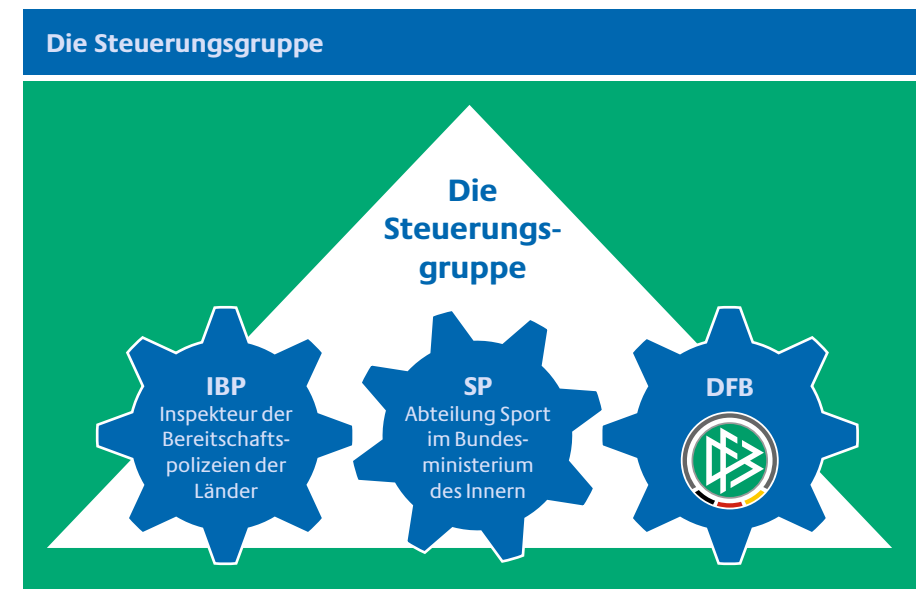 Die Steuerungsgruppe
Die
Steuerungs-
gruppe
IBP
Inspekteur der
Bereitschafts-
polizeien der
Länder
SP
Abteilung Sport
im Bundes-
ministerium
des Innern
DFB
DFB